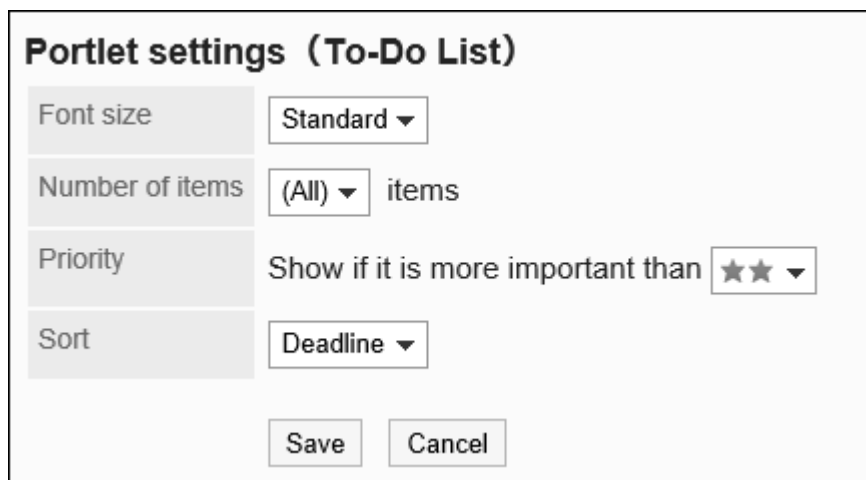 Portlet settings（To-Do List）
Font size Standard
Number of items (All) items
Priority Show if it is more important than ★★
Sort Deadline
Save Cancel